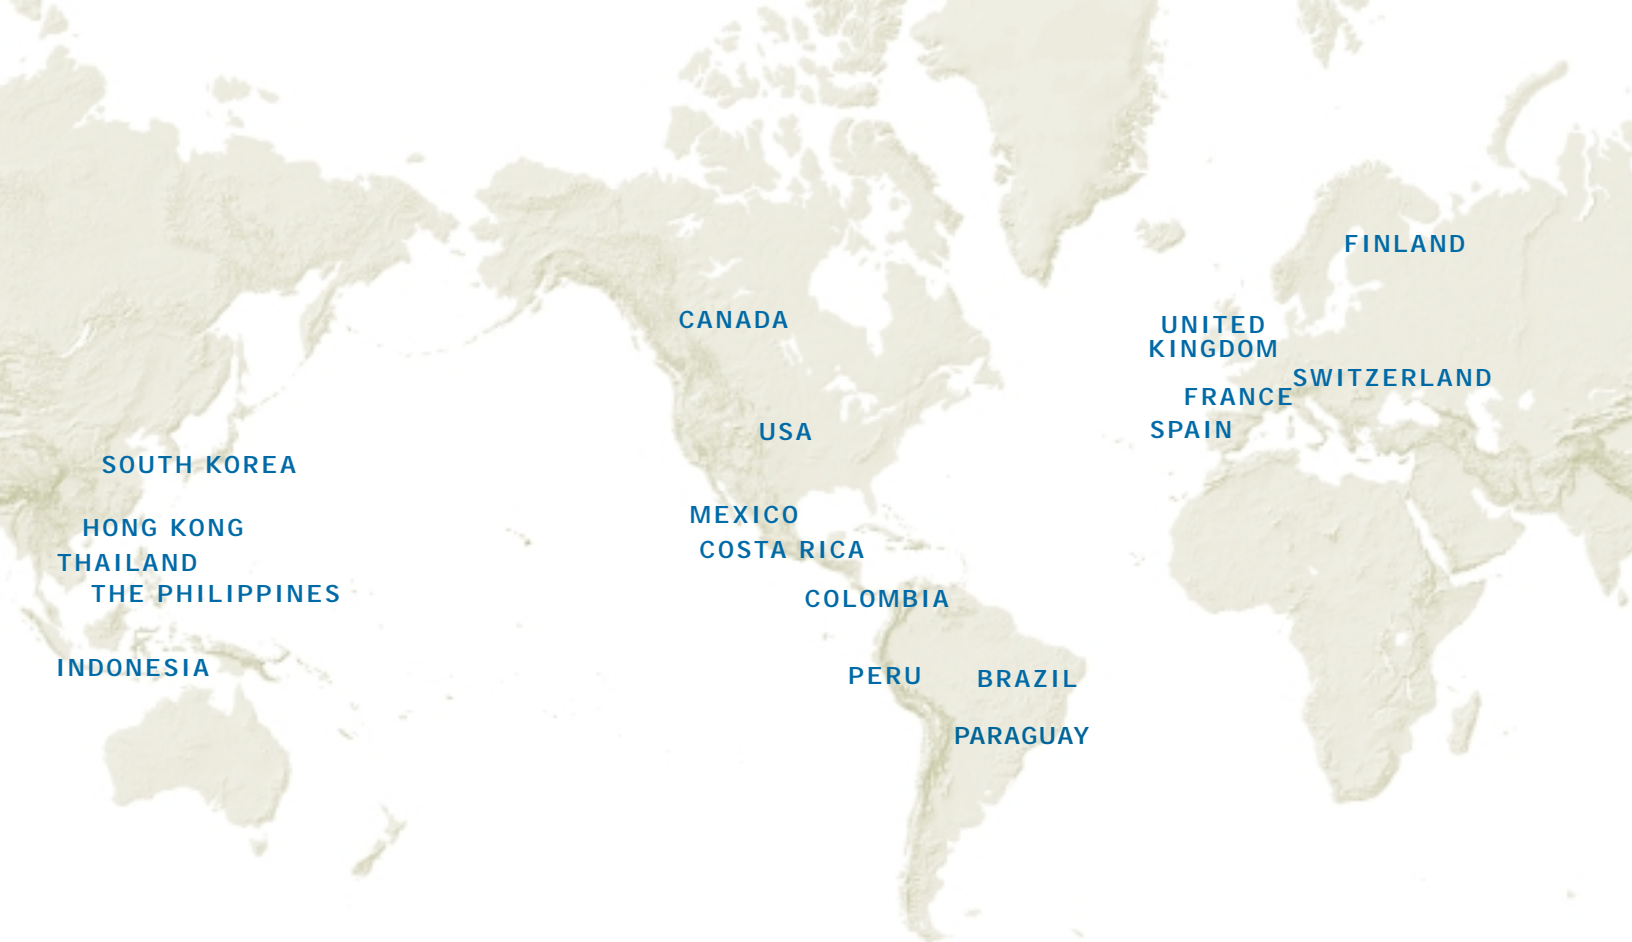 FINLAND
CANADA
UNITED
KINGDOM
SWITZERLAND
FRANCE
SPAIN
USA
SOUTH KOREA
MEXICO
HONG KONG
COSTA RICA
THAILAND
THE PHILIPPINES
COLOMBIA
INDONESIA
PERU
BRAZIL
PARAGUAY